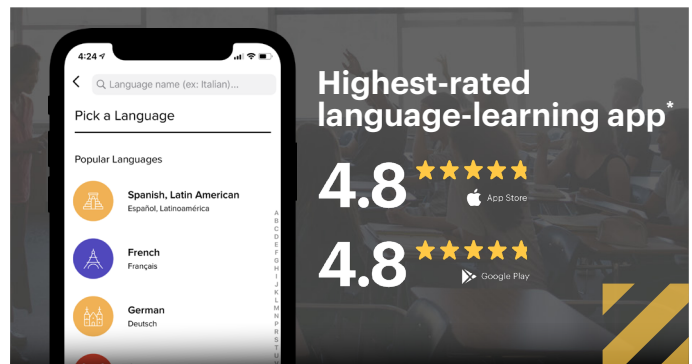 4:24
Language name (ex: Italian)...
Pick a Language
Popular Languages
Spanish, Latin American
Español, Latinoamérica
French
Français
German
Deutsch
A
B
C
D
E
F
G
H
I
J
K
L
M
N
P
R
S
T
U
Highest-rated
language-learning app*
4.8
App Store
4.8
Google Play